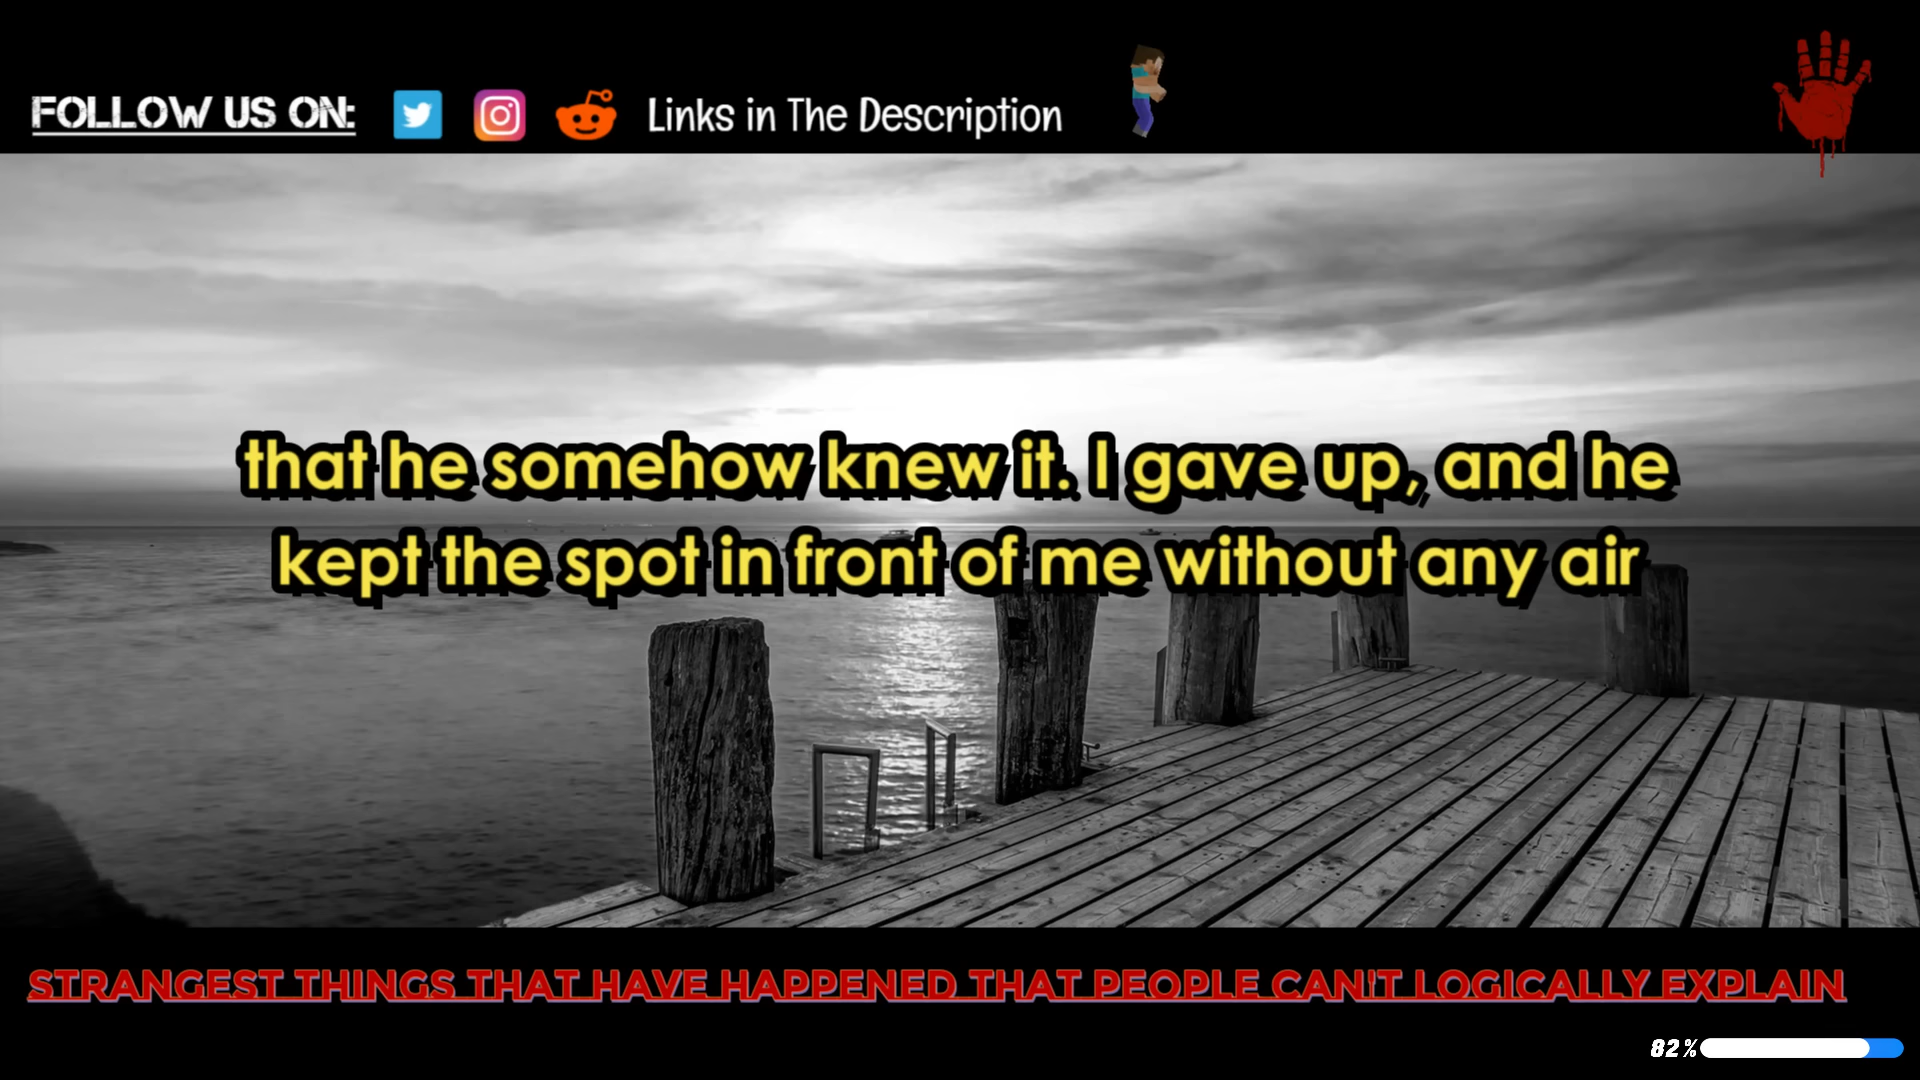 FOLLOW US ON:
Links in The Description
that he somehow knew it. I gave up, and he
kept the spot in front of me without any air
STRANGEST THINGS THAT HAVE HAPPENED THAT PEOPLE CAN'T LOGICALLY EXPLAIN
82%